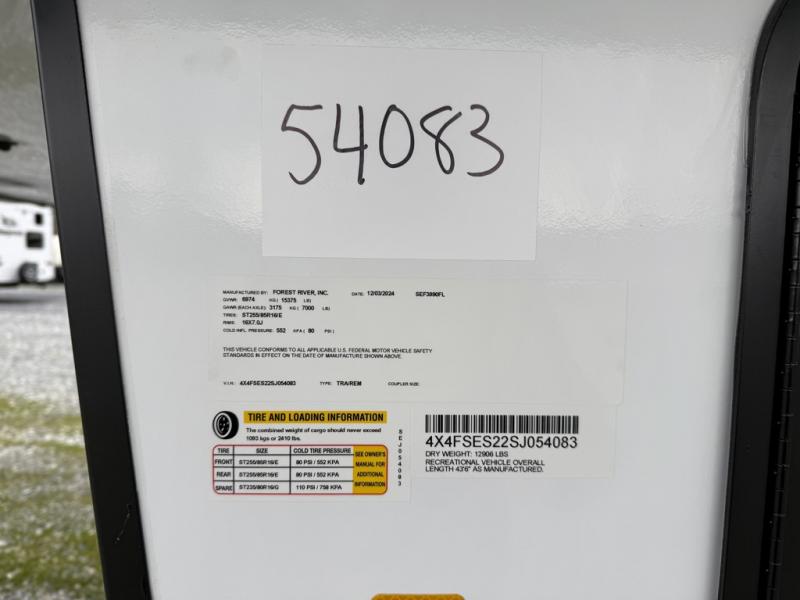 54083
MANUFACTURED BY: FOREST RIVER, INC. DATE: 12/03/2024 SEF3990FL
GVWR: 6974 KG ( 15375 LB)
GAWR (EACH AXLE): 3175 KG ( 7000 LB)
TIRES: ST255/85R16/E
RIMS: 16X7.0J
COLD INFL. PRESSURE: 552 KPA ( 80 PSI)
THIS VEHICLE CONFORMS TO ALL APPLICABLE U.S. FEDERAL MOTOR VEHICLE SAFETY
STANDARDS IN EFFECT ON THE DATE OF MANUFACTURE SHOWN ABOVE.
V.I.N.: 4X4FSES22SJ054083 TYPE: TRA/REM COUPLER SIZE:
TIRE AND LOADING INFORMATION
The combined weight of cargo should never exceed
1093 kgs or 2410 lbs.
TIRE SIZE COLD TIRE PRESSURE SEE OWNER'S MANUAL FOR ADDITIONAL INFORMATION
FRONT ST255/85R16/E 80 PSI / 552 KPA
REAR ST255/85R16/E 80 PSI / 552 KPA
SPARE ST235/80R16/G 110 PSI / 758 KPA
SEJ054083
4X4FSES22SJ054083
DRY WEIGHT: 12906 LBS
RECREATIONAL VEHICLE OVERALL
LENGTH 43'6" AS MANUFACTURED.